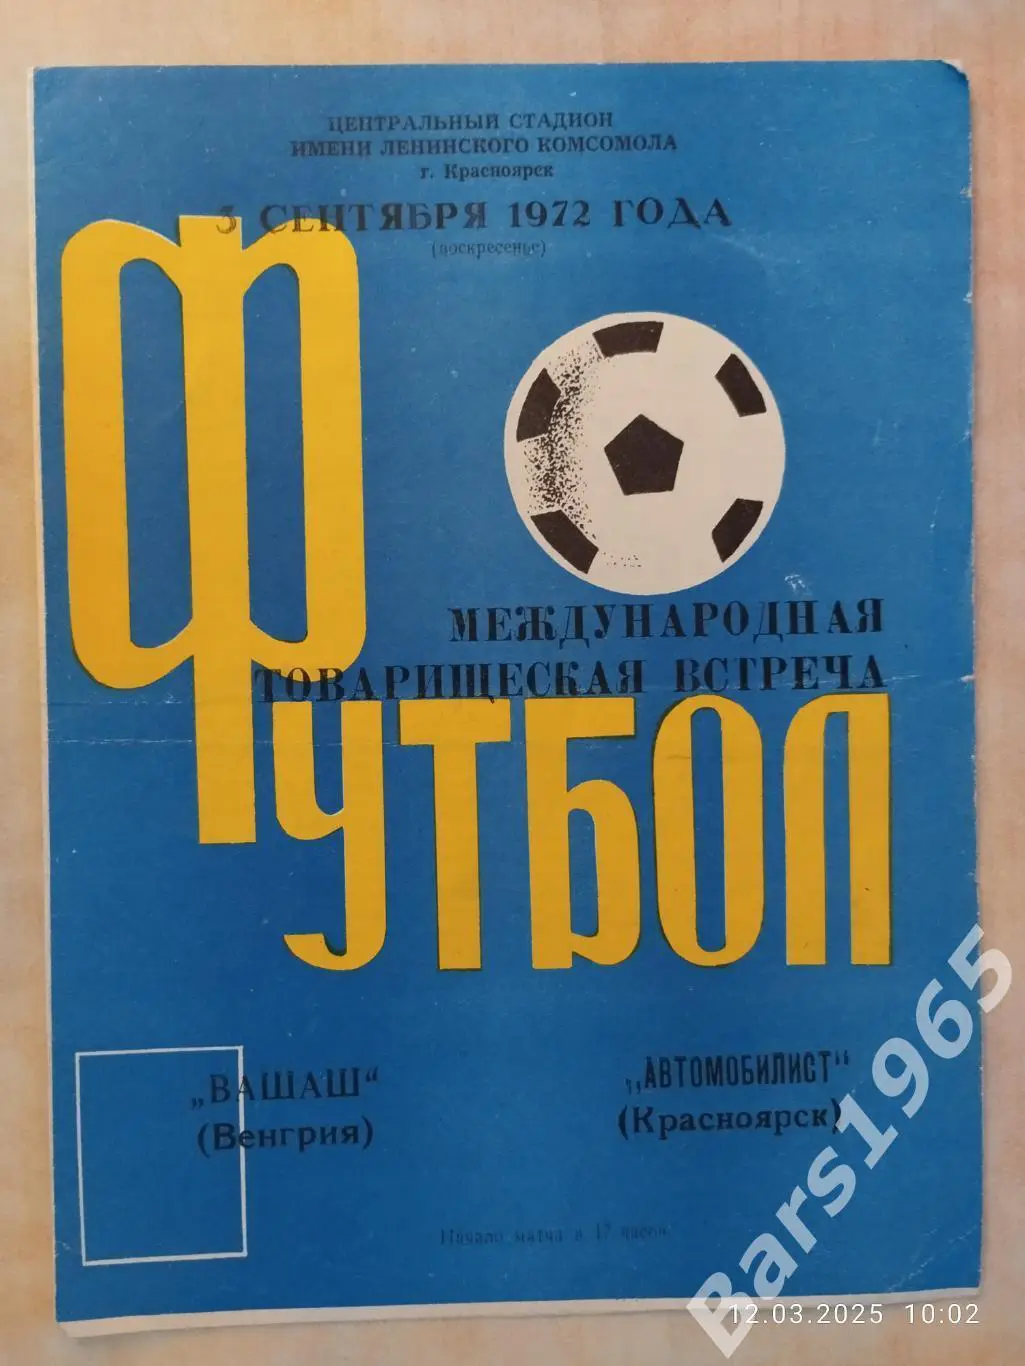 ЦЕНТРАЛЬНЫЙ СТАДИОН
ИМЕНИ ЛЕНИНСКОГО КОМСОМОЛА
г. Красноярск
3 СЕНТЯБРЯ 1972 ГОДА
(воскресенье)
МЕЖДУНАРОДНАЯ
ТОВАРИЩЕСКАЯ ВСТРЕЧА
ФУТБОЛ
„ВАШАШ“
(Венгрия)
„АВТОМОБИЛИСТ“
(Красноярск)
Начало матча в 17 часов
Bars1965
12.03.2025 10:02